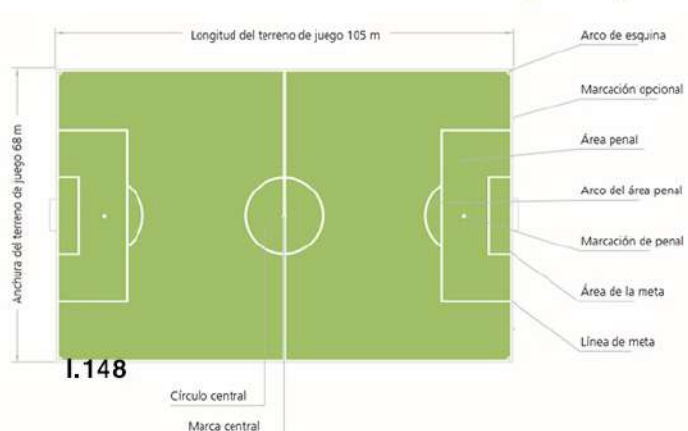 Longitud del terreno de juego 105 m
Arco de esquina
Marcación opcional
Área penal
Arco del área penal
Marcación de penal
Área de la meta
Línea de meta
Anchura del terreno de juego 68 m
I.148
Círculo central
Marca central